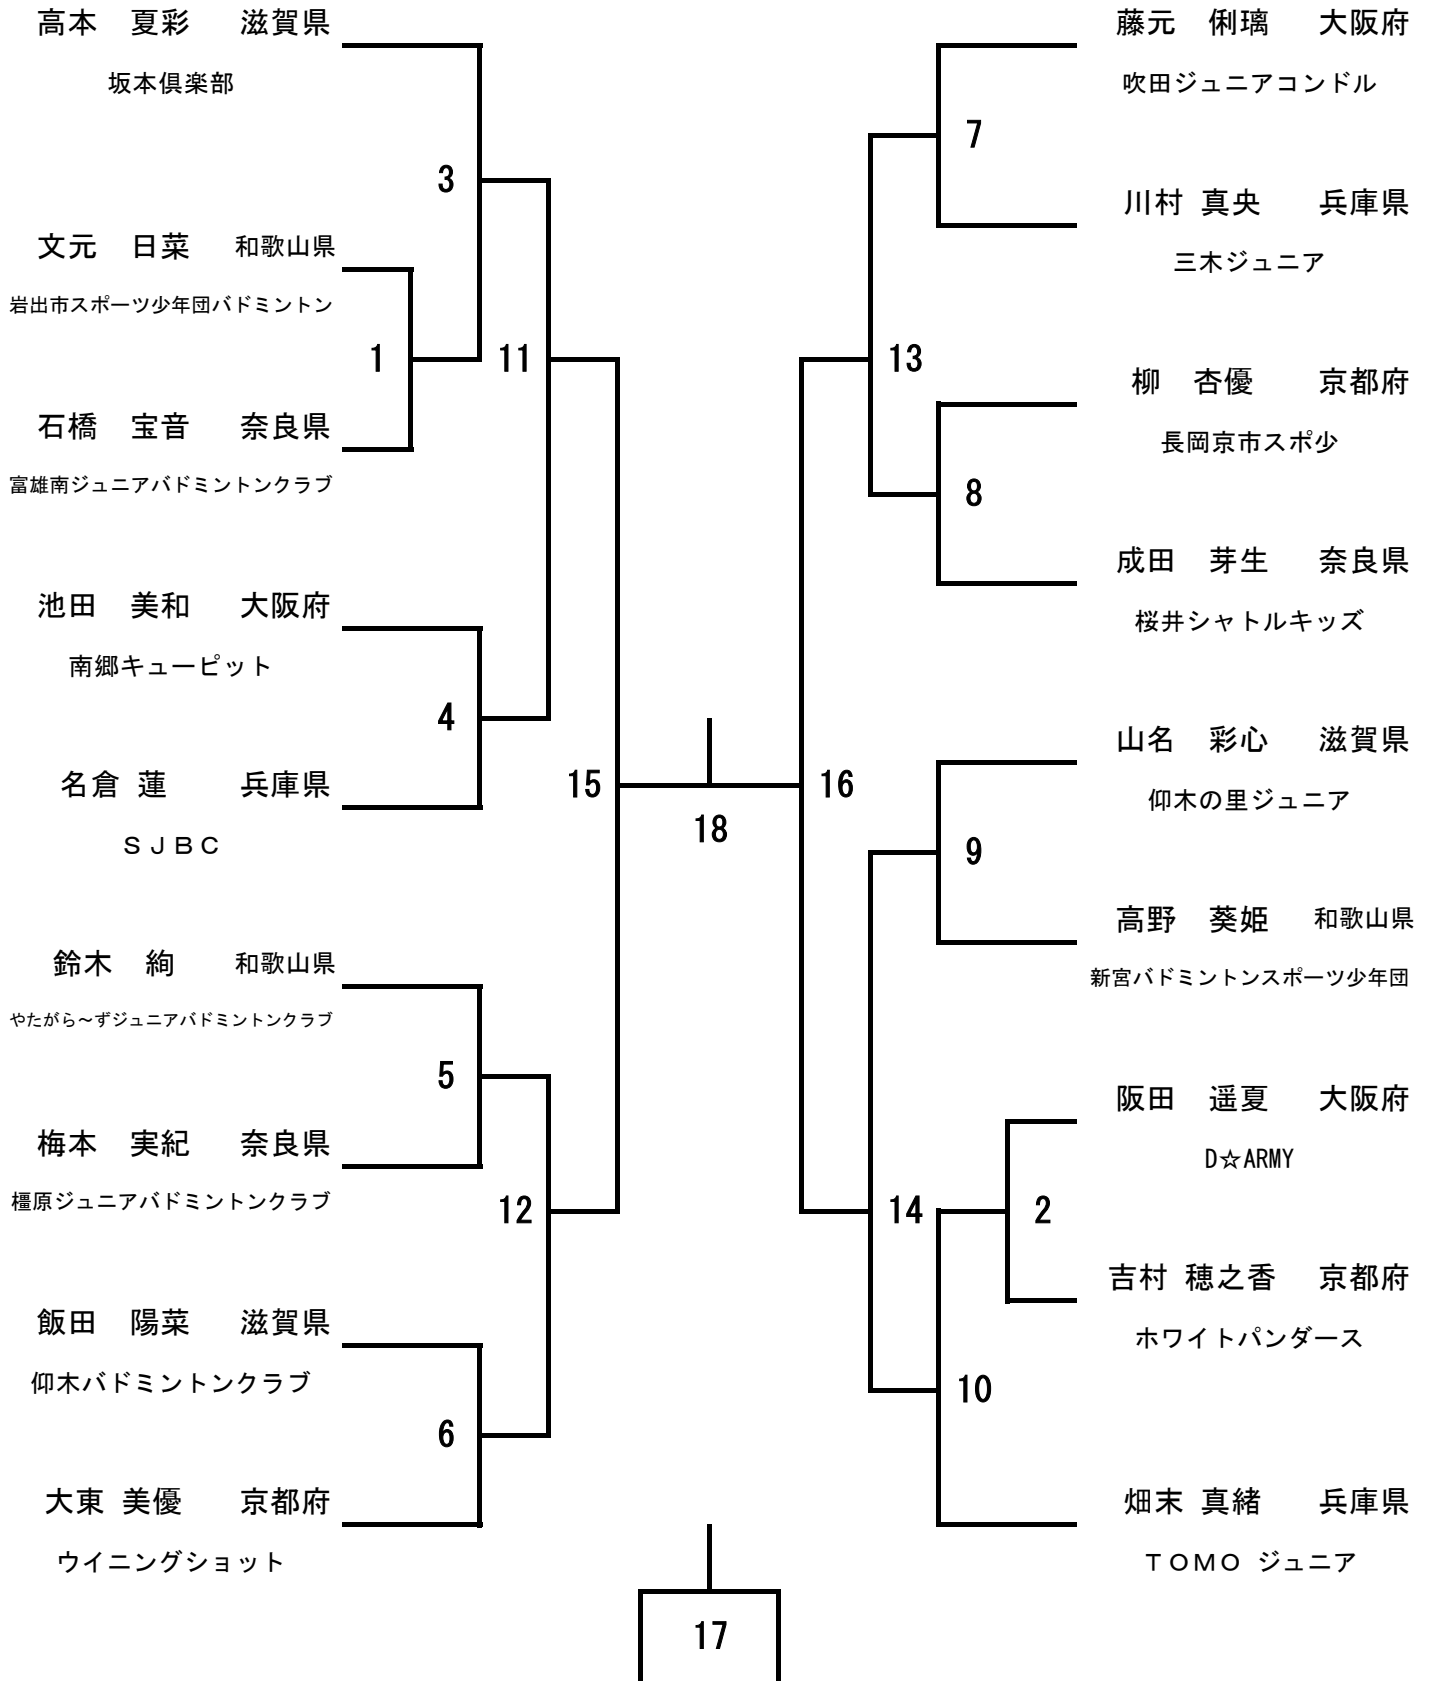 高本 夏彩 滋賀県
坂本倶楽部
3
文元 日菜 和歌山県
岩出市スポーツ少年団バドミントン
1
11
石橋 宝音 奈良県
富雄南ジュニアバドミントンクラブ
池田 美和 大阪府
南郷キューピット
4
名倉 蓮 兵庫県
ＳＪＢＣ
15
鈴木 絢 和歌山県
やたがら～ずジュニアバドミントンクラブ
5
梅本 実紀 奈良県
橿原ジュニアバドミントンクラブ
12
飯田 陽菜 滋賀県
仰木バドミントンクラブ
6
大東 美優 京都府
ウイニングショット
18
17
藤元 俐璃 大阪府
吹田ジュニアコンドル
7
川村 真央 兵庫県
三木ジュニア
13
柳 杏優 京都府
長岡京市スポ少
8
成田 芽生 奈良県
桜井シャトルキッズ
16
山名 彩心 滋賀県
仰木の里ジュニア
9
高野 葵姫 和歌山県
新宮バドミントンスポーツ少年団
阪田 遥夏 大阪府
D☆ARMY
14
2
吉村 穂之香 京都府
ホワイトパンダース
10
畑末 真緒 兵庫県
ＴＯＭＯ ジュニア